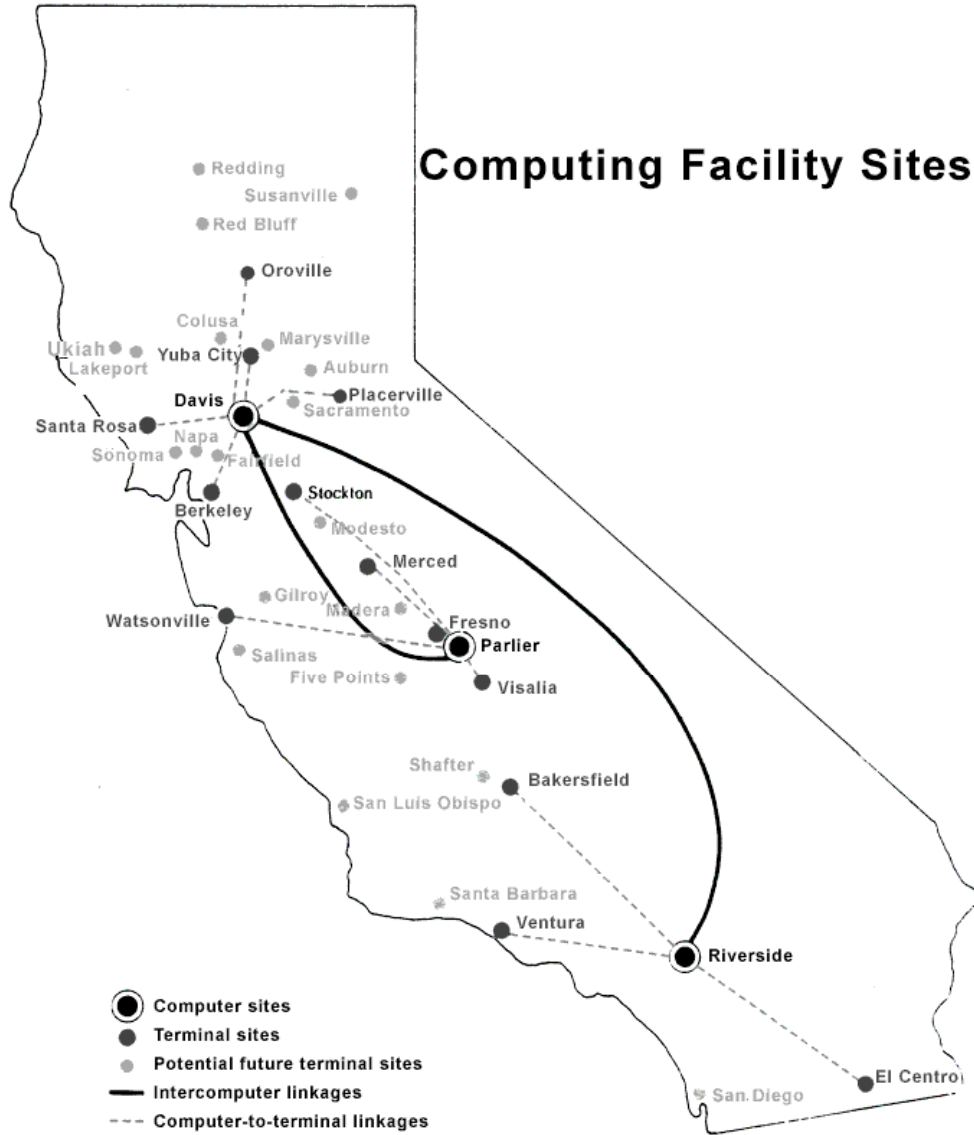 Computing Facility Sites
Redding
Susanville
Red Bluff
Oroville
Colusa
Marysville
Ukiah
Yuba City
Lakeport
Auburn
Davis
Placerville
Sacramento
Santa Rosa
Napa
Sonoma
Fairfield
Stockton
Berkeley
Modesto
Merced
Gilroy
Madera
Watsonville
Fresno
Parlier
Salinas
Five Points
Visalia
Shafter
Bakersfield
San Luis Obispo
Santa Barbara
Ventura
Riverside
Computer sites
Terminal sites
Potential future terminal sites
El Centro
Intercomputer linkages
San Diego
Computer-to-terminal linkages